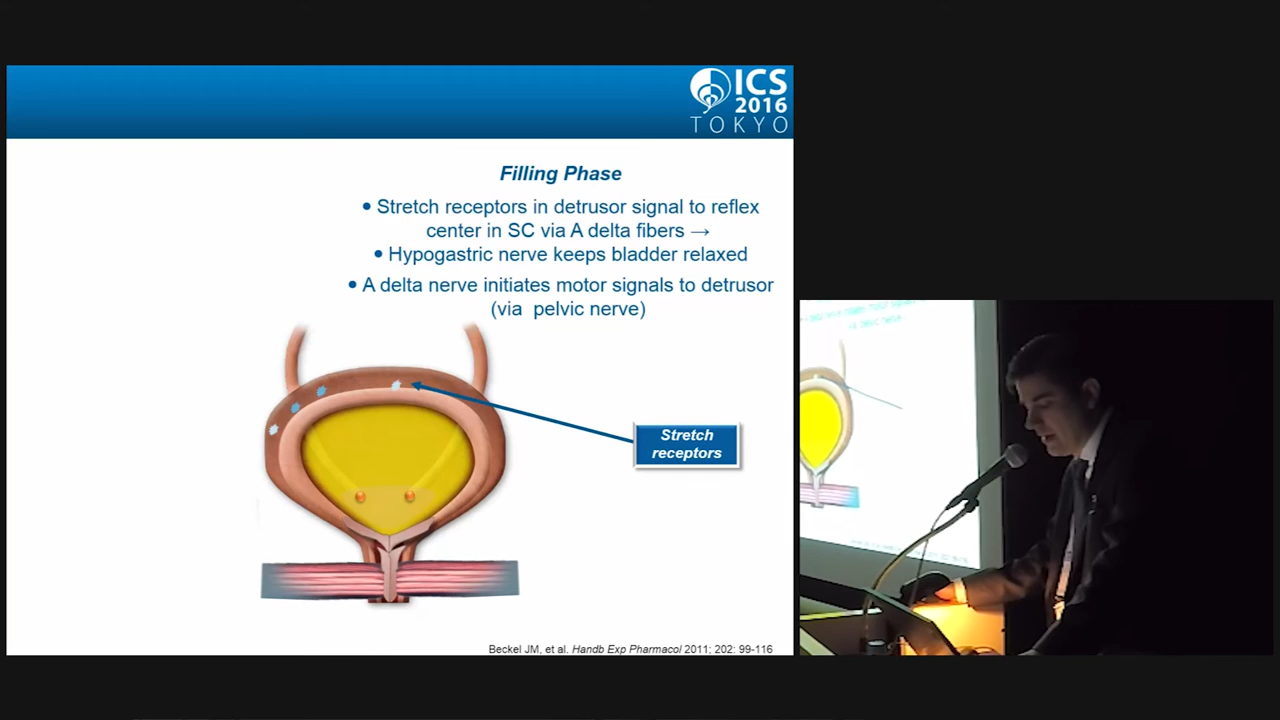 ICS
2016
TOKYO
Filling Phase
• Stretch receptors in detrusor signal to reflex
center in SC via A delta fibers →
• Hypogastric nerve keeps bladder relaxed
• A delta nerve initiates motor signals to detrusor
(via pelvic nerve)
Stretch
receptors
Beckel JM, et al. Handb Exp Pharmacol 2011; 202: 99-116